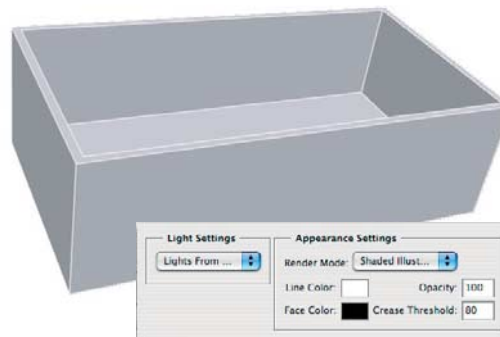 Light Settings
Lights From ...
Appearance Settings
Render Mode: Shaded Illust...
Line Color: Opacity: 100
Face Color: Crease Threshold: 80